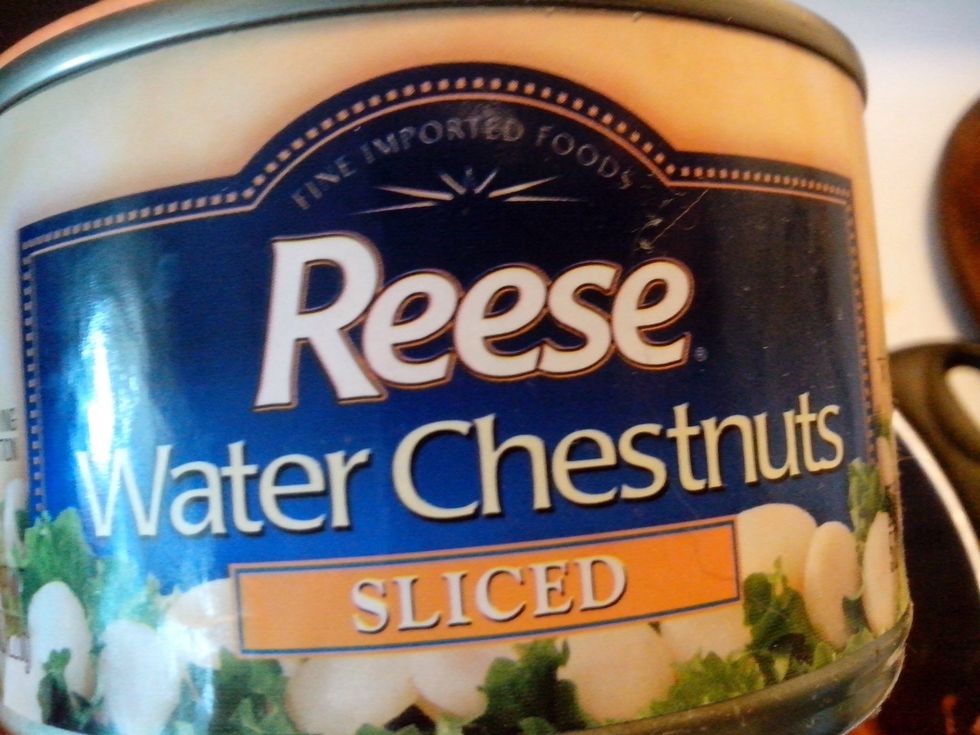 FINE IMPORTED FOODS
Reese®
Water Chestnuts
SLICED